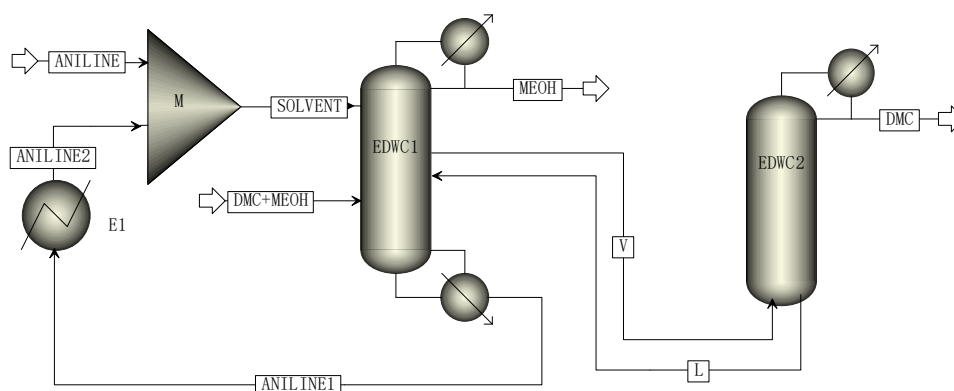 ANILINE
M
SOLVENT
MEOH
EDWC1
DMC
EDWC2
ANILINE2
E1
DMC+MEOH
V
L
ANILINE1